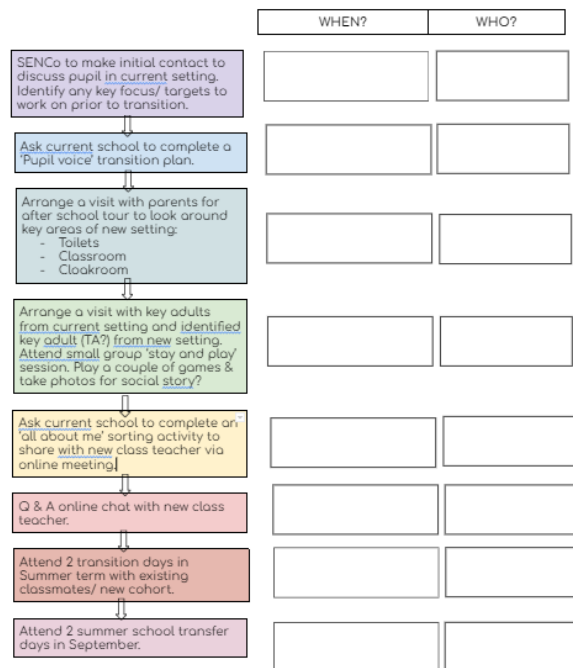 WHEN? WHO?
SENCo to make initial contact to
discuss pupil in current setting.
Identify any key focus/ targets to
work on prior to transition.
Ask current school to complete a
'Pupil voice' transition plan.
Arrange a visit with parents for
after school tour to look around
key areas of new setting:
- Toilets
- Classroom
- Cloakroom
Arrange a visit with key adults
from current setting and identified
key adult (TA?) from new setting.
Attend small group 'stay and play'
session. Play a couple of games &
take photos for social story?
Ask current school to complete an
'all about me' sorting activity to
share with new class teacher via
online meeting.
Q & A online chat with new class
teacher.
Attend 2 transition days in
Summer term with existing
classmates/ new cohort.
Attend 2 summer school transfer
days in September.